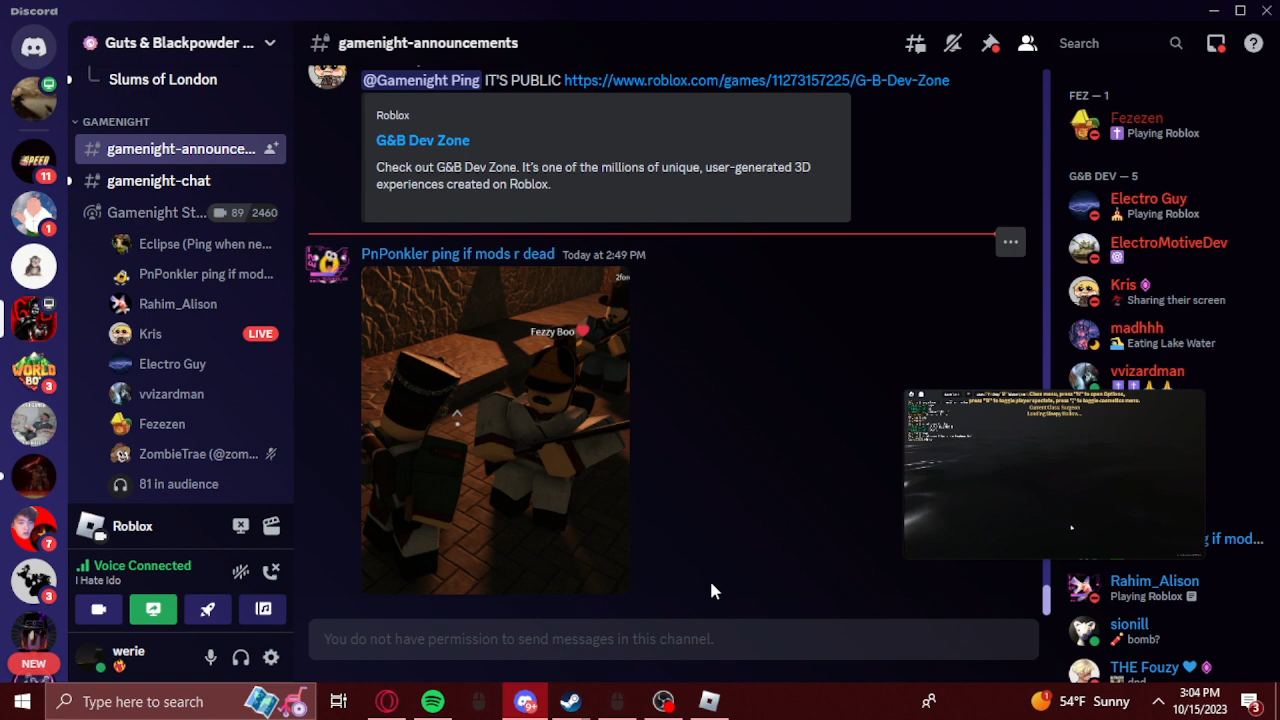 Discord
Guts & Blackpowder ...
gamenight-announcements
Search
Slums of London
GAMENIGHT
gamenight-announce...
gamenight-chat
Gamenight St... 89 2460
Eclipse (Ping when ne...
PnPonkler ping if mod...
Rahim_Alison
Kris LIVE
Electro Guy
vvizardman
Fezezen
ZombieTrae (@zom...
81 in audience
Roblox
Voice Connected
I Hate Ido
werie
SPEED
11
1
3
7
3
NEW
@Gamenight Ping IT'S PUBLIC https://www.roblox.com/games/11273157225/G-B-Dev-Zone
Roblox
G&B Dev Zone
Check out G&B Dev Zone. It's one of the millions of unique, user-generated 3D
experiences created on Roblox.
PnPonkler ping if mods r dead Today at 2:49 PM
Fezzy Boo
You do not have permission to send messages in this channel.
FEZ — 1
Fezezen
Playing Roblox
G&B DEV — 5
Electro Guy
Playing Roblox
ElectroMotiveDev
Kris
Sharing their screen
madhhh
Eating Lake Water
vvizardman
Current Class: Surgeon
g if mod...
Rahim_Alison
Playing Roblox
sionill
bomb?
THE Fouzy
Type here to search
9+
1
54°F Sunny
3:04 PM
10/15/2023
3